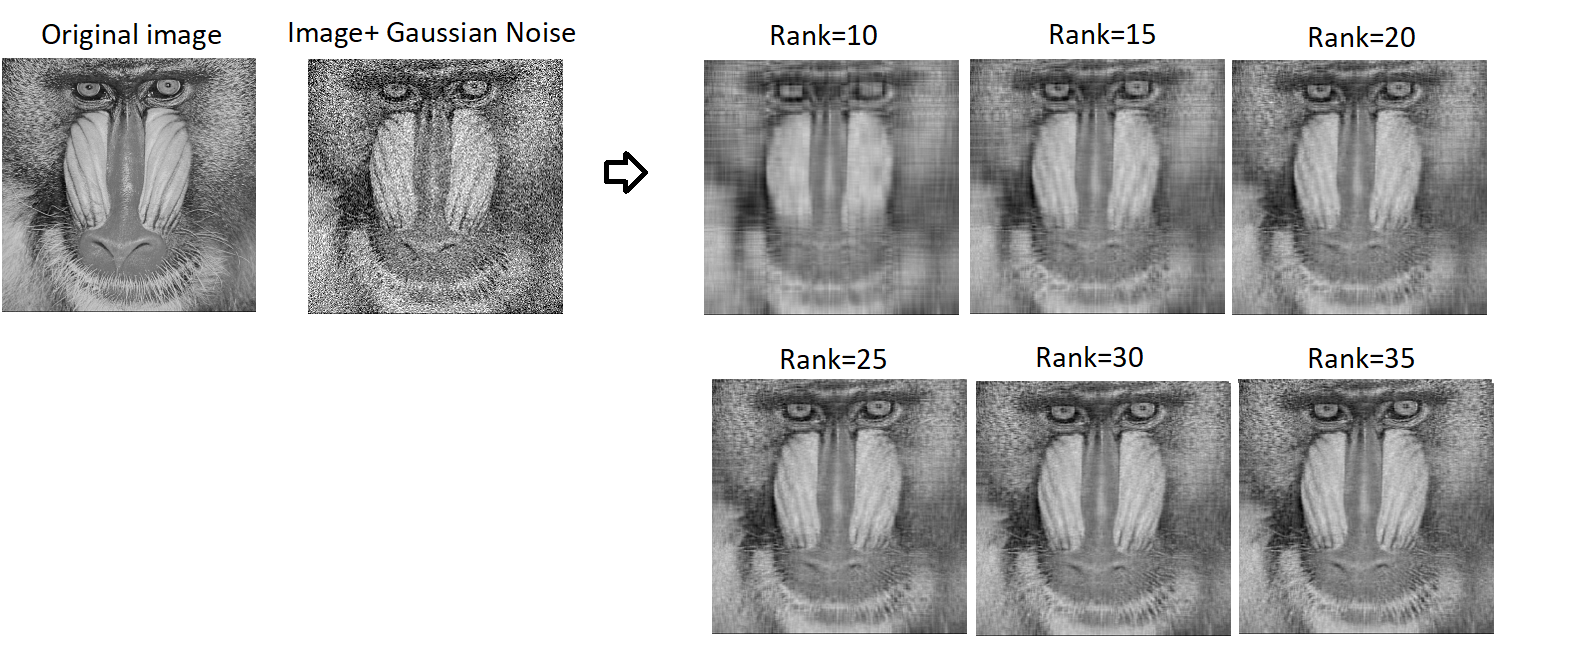 Original image
Image+ Gaussian Noise
Rank=10
Rank=15
Rank=20
Rank=25
Rank=30
Rank=35